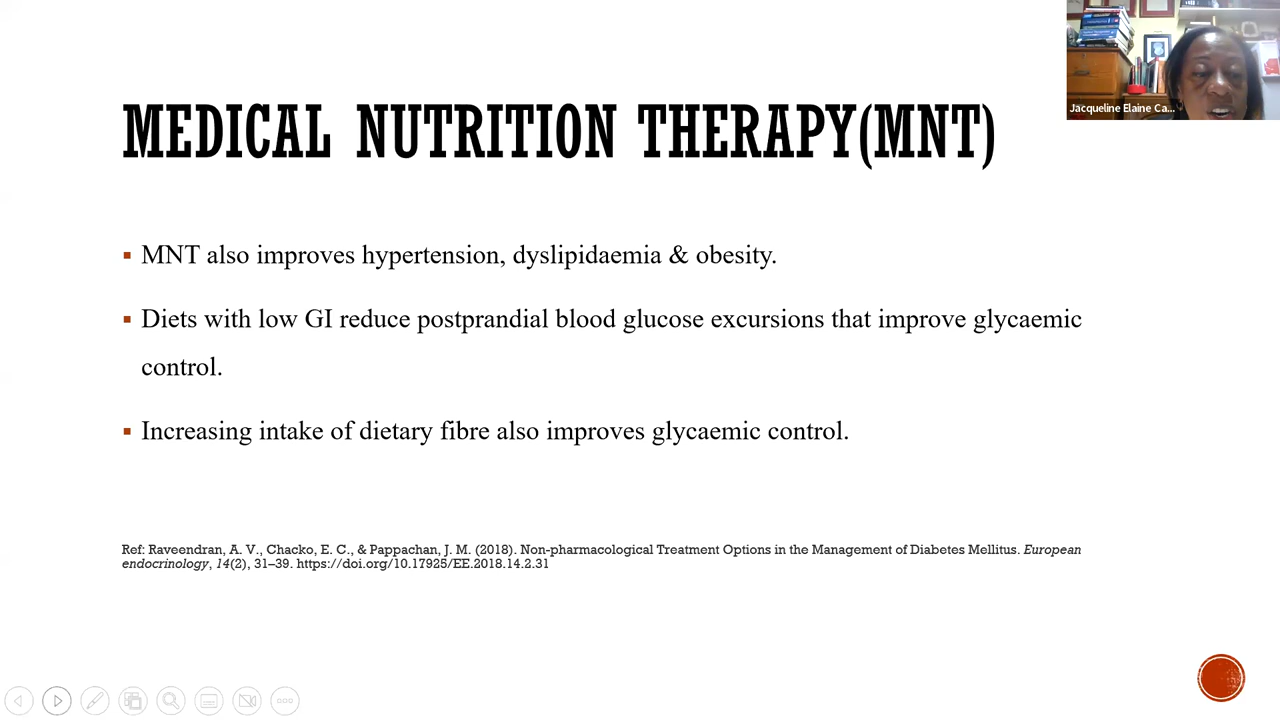 Jacqueline Elaine Ca...
MEDICAL NUTRITION THERAPY(MNT)
MNT also improves hypertension, dyslipidaemia & obesity.
Diets with low GI reduce postprandial blood glucose excursions that improve glycaemic
control.
Increasing intake of dietary fibre also improves glycaemic control.
Ref: Raveendran, A. V., Chacko, E. C., & Pappachan, J. M. (2018). Non-pharmacological Treatment Options in the Management of Diabetes Mellitus. European
endocrinology, 14(2), 31–39. https://doi.org/10.17925/EE.2018.14.2.31